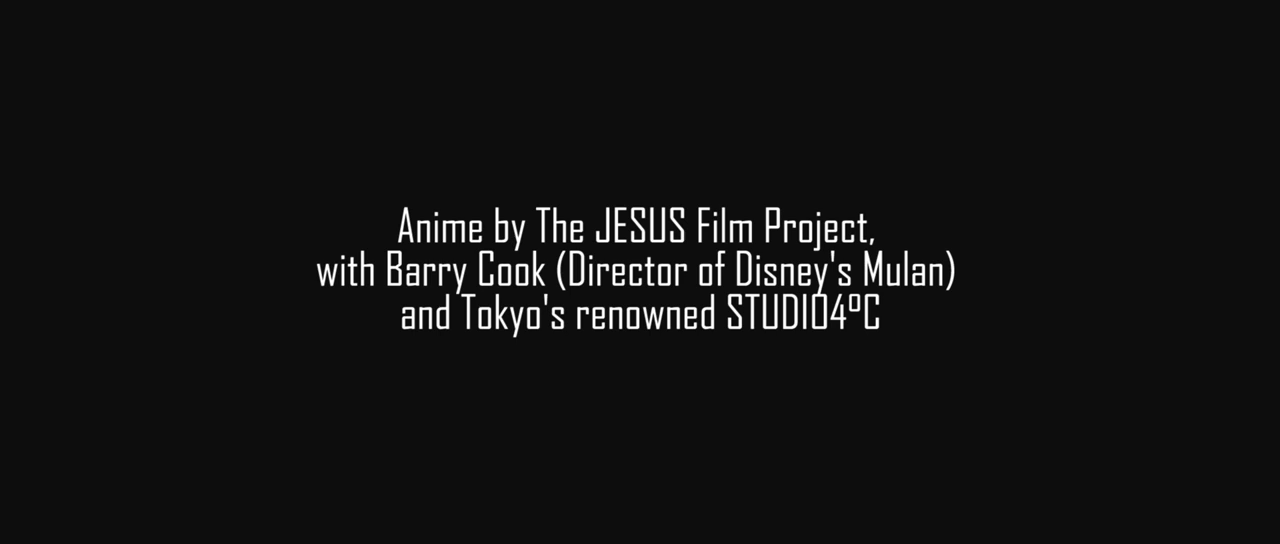 Anime by The JESUS Film Project,
with Barry Cook (Director of Disney's Mulan)
and Tokyo's renowned STUDIO4ºC